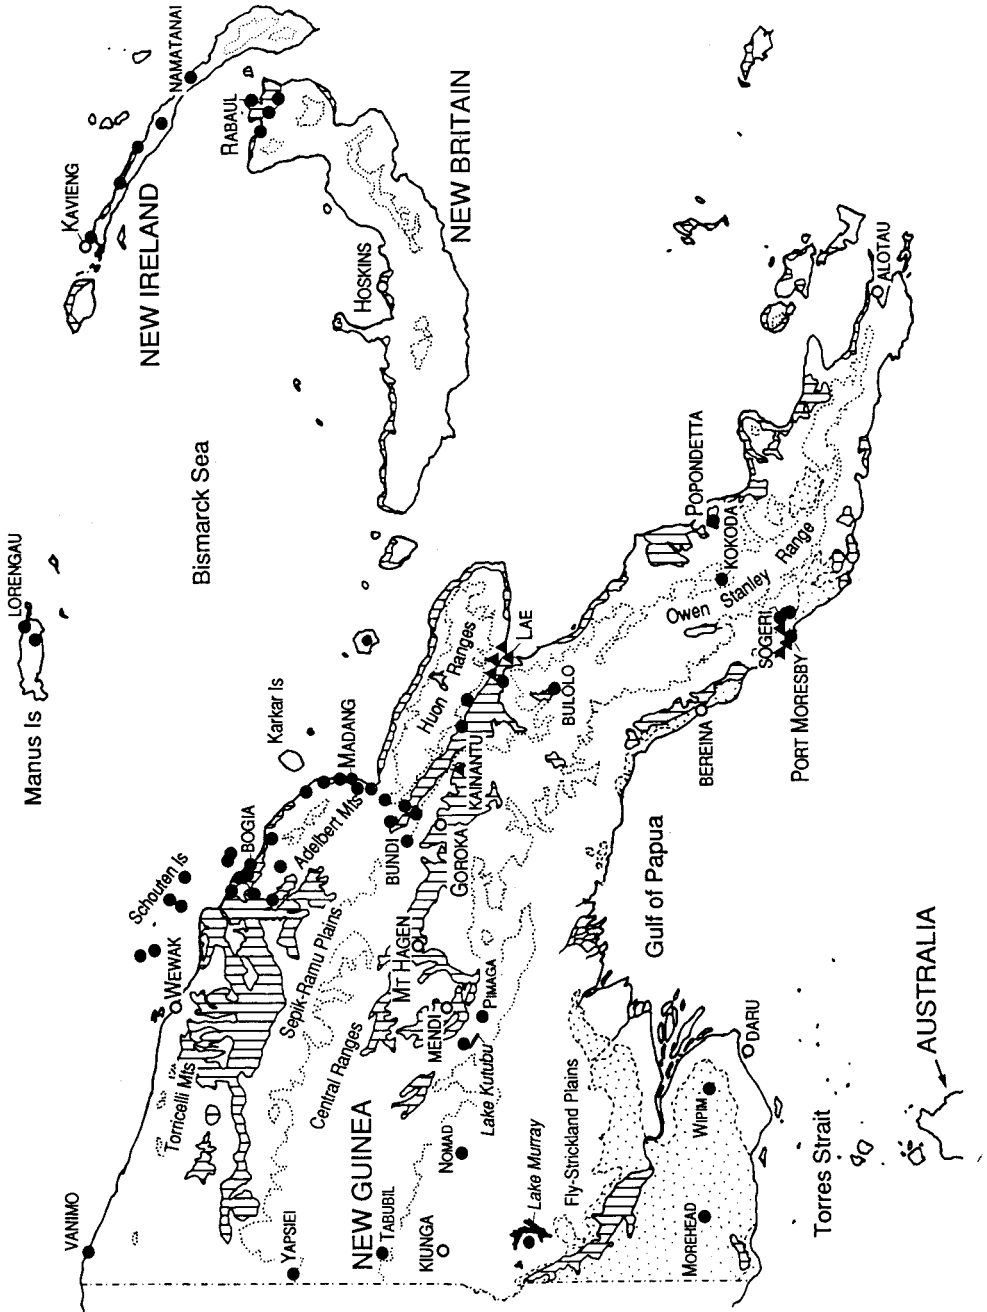 Manus Is
LORENGAU
KAVIENG
NEW IRELAND
NAMATANAI
RABAUL
HOSKINS
NEW BRITAIN
Bismarck Sea
VANIMO
Torricelli Mts
WEWAK
Schouten Is
BOGIA
Karkar Is
MADANG
Adelbert Mts
Sepik-Ramu Plains
Central Ranges
YAPSIEI
NEW GUINEA
TABUBIL
KIUNGA
NOMAD
Lake Kutubu
MENDI
PIMAGA
MT HAGEN
BUNDI
GOROKA
KAINANTU
Huon Ranges
LAE
BULOLO
POPONDETTA
KOKODA
Owen Stanley Range
SOGERI
PORT MORESBY
BEREINA
ALOTAU
Gulf of Papua
Lake Murray
Fly-Strickland Plains
WIPIM
MOREHEAD
DARU
Torres Strait
AUSTRALIA